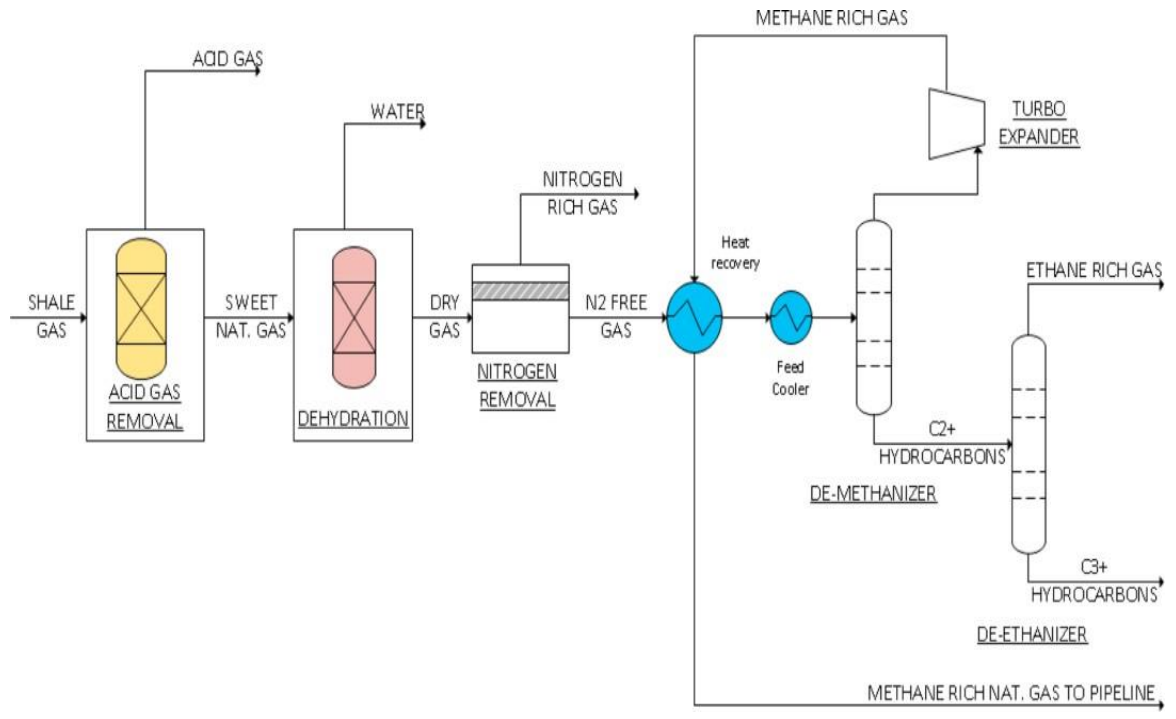 METHANE RICH GAS
ACID GAS
WATER
TURBO
EXPANDER
NITROGEN
RICH GAS
Heat
recovery
ETHANE RICH GAS
SHALE
GAS
SWEET
NAT. GAS
DRY
GAS
N2 FREE
GAS
Feed
Cooler
NITROGEN
REMOVAL
ACID GAS
REMOVAL
DEHYDRATION
C2+
HYDROCARBONS
DE-METHANIZER
C3+
HYDROCARBONS
DE-ETHANIZER
METHANE RICH NAT. GAS TO PIPELINE